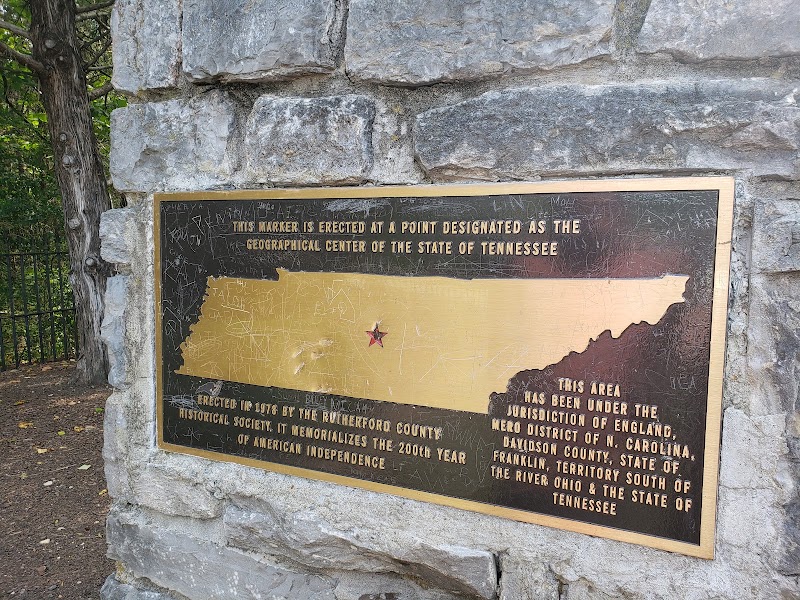 THIS MARKER IS ERECTED AT A POINT DESIGNATED AS THE
GEOGRAPHICAL CENTER OF THE STATE OF TENNESSEE
ERECTED IN 1976 BY THE RUTHERFORD COUNTY
HISTORICAL SOCIETY, IT MEMORIALIZES THE 200th YEAR
OF AMERICAN INDEPENDENCE
THIS AREA
HAS BEEN UNDER THE
JURISDICTION OF ENGLAND,
MERO DISTRICT OF N. CAROLINA,
DAVIDSON COUNTY, STATE OF
FRANKLIN, TERRITORY SOUTH OF
THE RIVER OHIO & THE STATE OF
TENNESSEE